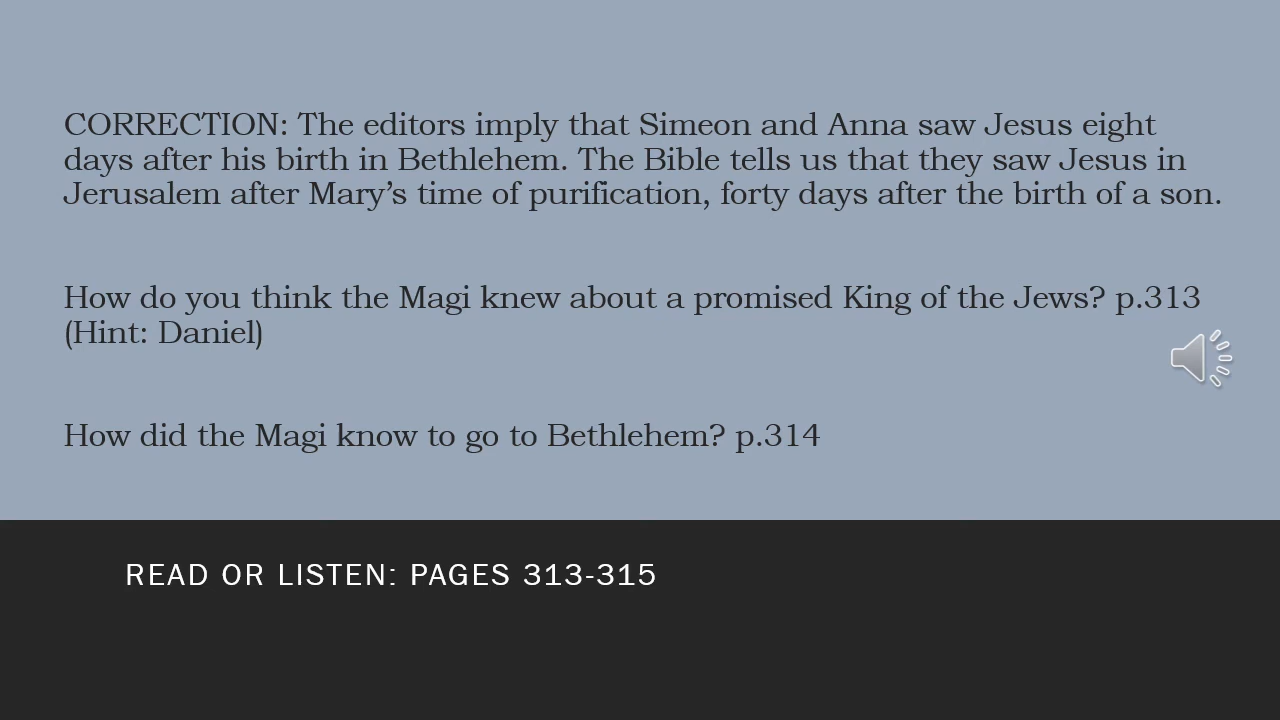 CORRECTION: The editors imply that Simeon and Anna saw Jesus eight
days after his birth in Bethlehem. The Bible tells us that they saw Jesus in
Jerusalem after Mary’s time of purification, forty days after the birth of a son.
How do you think the Magi knew about a promised King of the Jews? p.313
(Hint: Daniel)
How did the Magi know to go to Bethlehem? p.314
READ OR LISTEN: PAGES 313-315